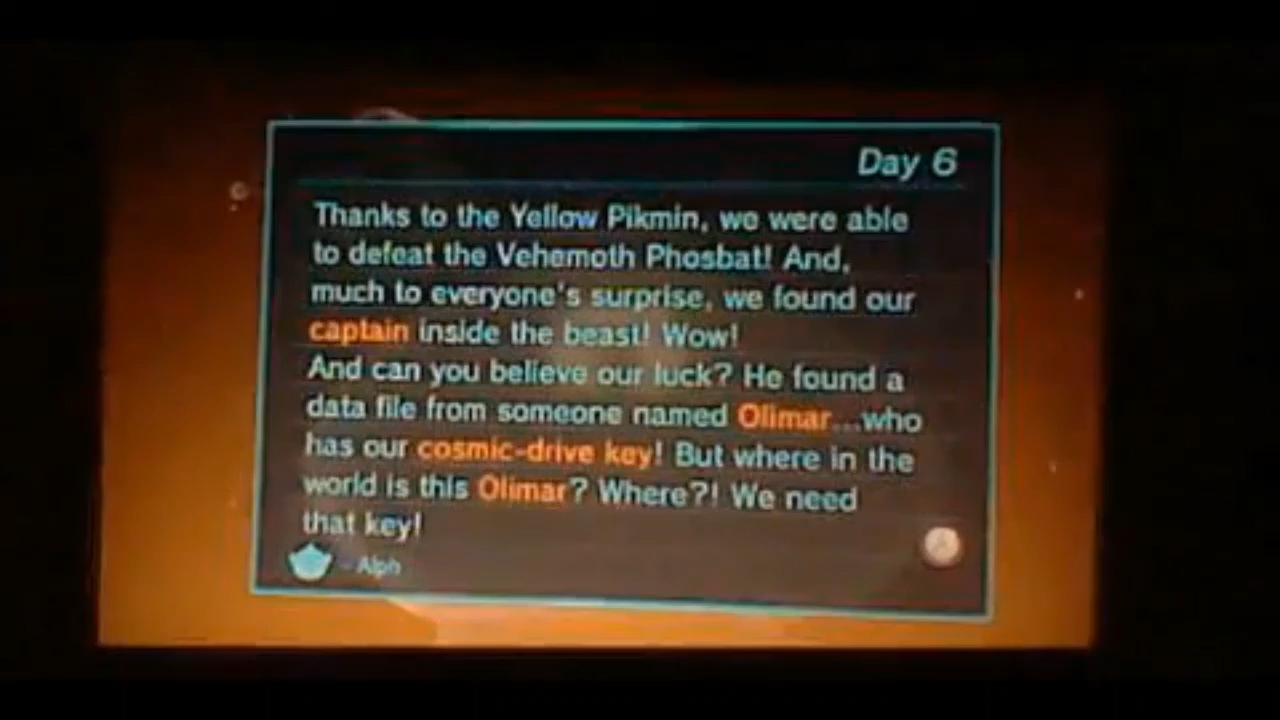 Day 6
Thanks to the Yellow Pikmin, we were able
to defeat the Vehemoth Phosbat! And,
much to everyone's surprise, we found our
captain inside the beast! Wow!
And can you believe our luck? He found a
data file from someone named Olimar...who
has our cosmic-drive key! But where in the
world is this Olimar? Where?! We need
that key!
- Alph